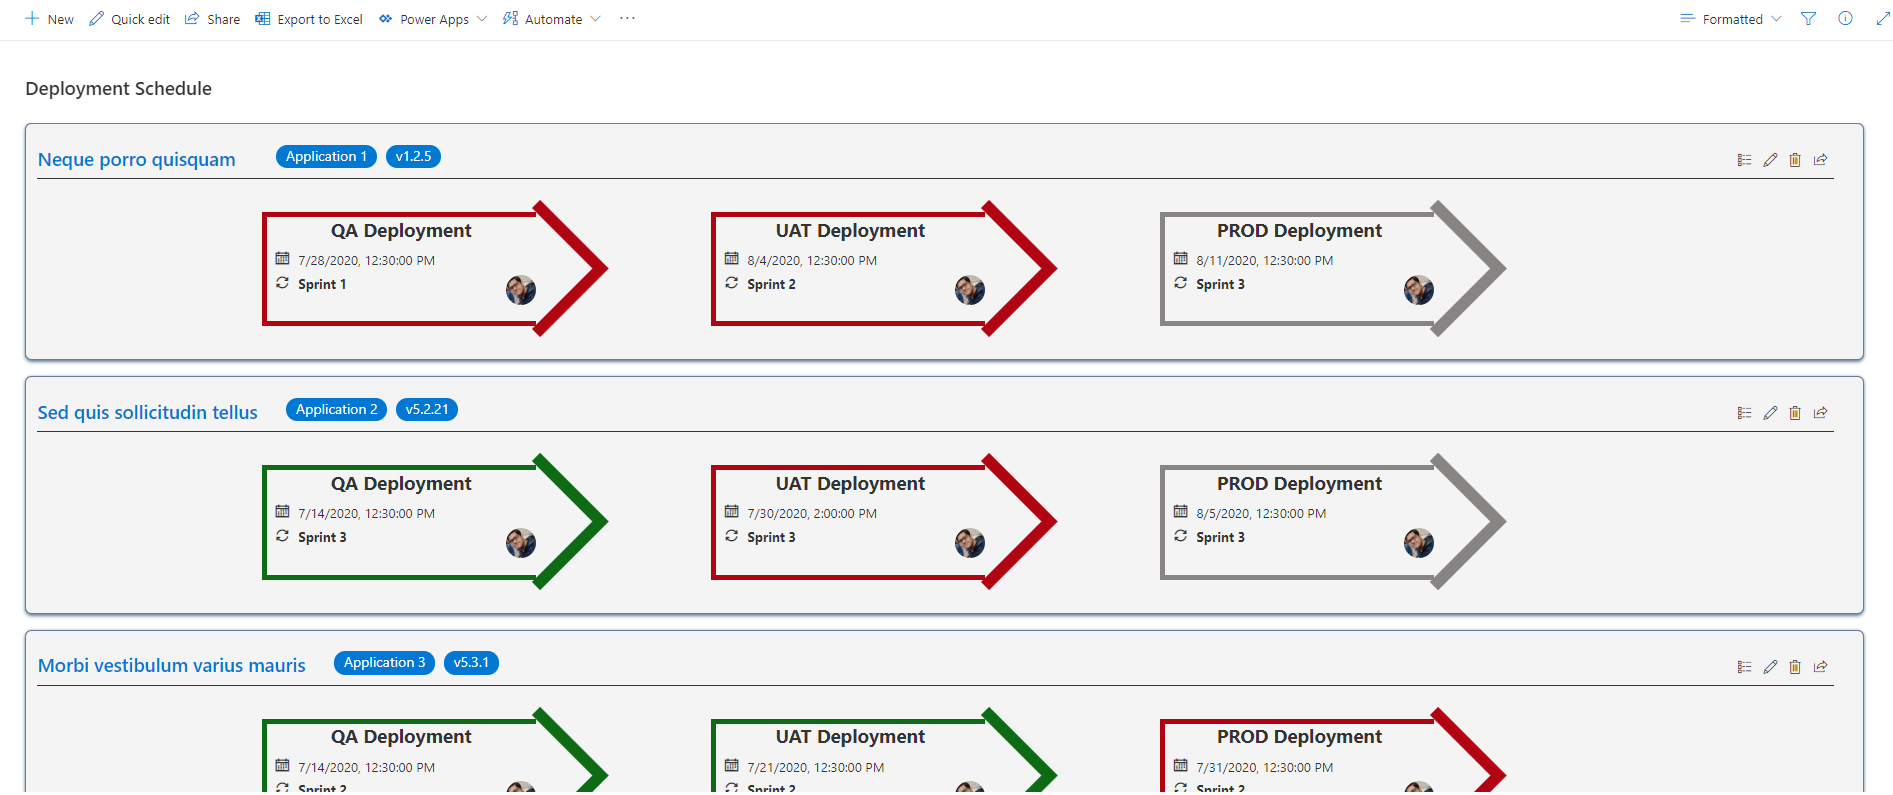 New Quick edit Share Export to Excel Power Apps Automate ... Formatted
Deployment Schedule
Neque porro quisquam Application 1 v1.2.5
QA Deployment UAT Deployment PROD Deployment
7/28/2020, 12:30:00 PM 8/4/2020, 12:30:00 PM 8/11/2020, 12:30:00 PM
Sprint 1 Sprint 2 Sprint 3
Sed quis sollicitudin tellus Application 2 v5.2.21
QA Deployment UAT Deployment PROD Deployment
7/14/2020, 12:30:00 PM 7/30/2020, 2:00:00 PM 8/5/2020, 12:30:00 PM
Sprint 3 Sprint 3 Sprint 3
Morbi vestibulum varius mauris Application 3 v5.3.1
QA Deployment UAT Deployment PROD Deployment
7/14/2020, 12:30:00 PM 7/21/2020, 12:30:00 PM 7/31/2020, 12:30:00 PM
Sprint 2 Sprint 2 Sprint 2